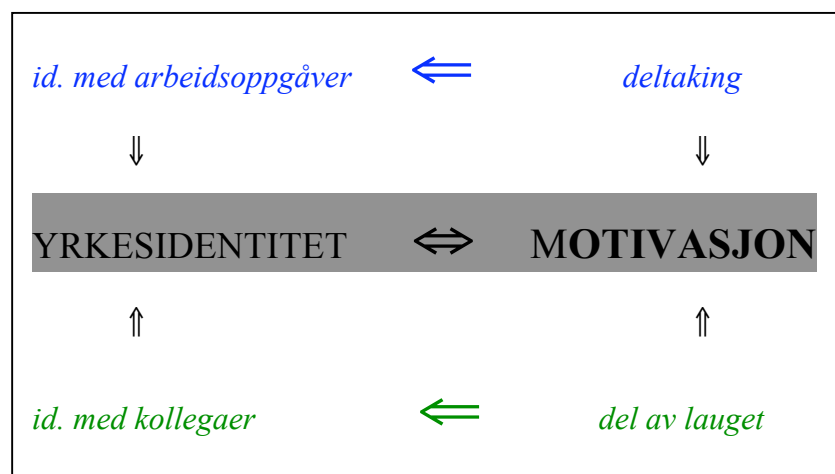 id. med arbeidsoppgåver ⇐ deltaking
⇓ ⇓
YRKESIDENTITET ⇔ MOTIVASJON
⇑ ⇑
id. med kollegaer ⇐ del av lauget